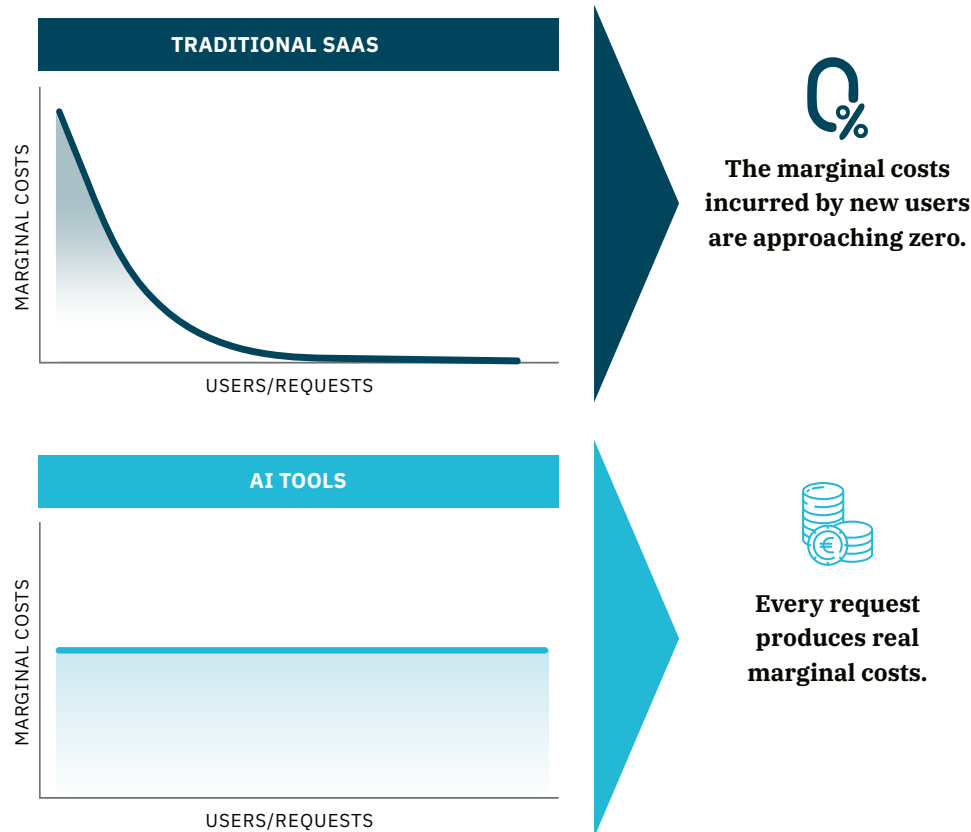 TRADITIONAL SAAS
MARGINAL COSTS
USERS/REQUESTS
0%
The marginal costs
incurred by new users
are approaching zero.
AI TOOLS
MARGINAL COSTS
USERS/REQUESTS
€
Every request
produces real
marginal costs.